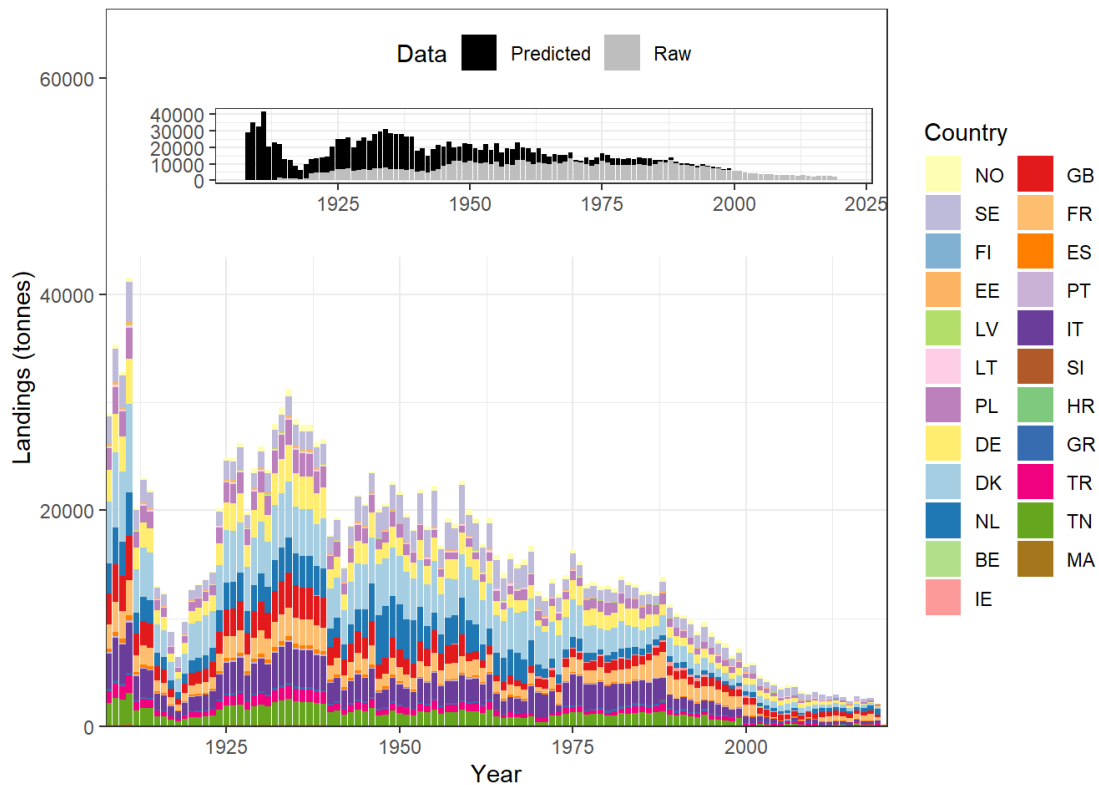 Data Predicted Raw
60000
40000
30000
20000
10000
0
1925 1950 1975 2000 2025
40000
20000
0
1925 1950 1975 2000
Landings (tonnes)
Year
Country
NO GB
SE FR
FI ES
EE PT
LV IT
LT SI
PL HR
DE GR
DK TR
NL TN
BE MA
IE